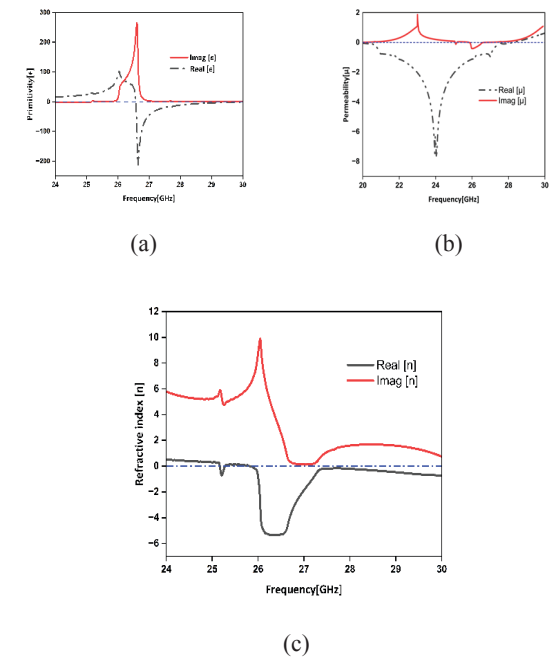 300
200
100
0
-100
-200
24 25 26 27 28 29 30
Primitivity[+]
Frequency[GHz]
Imag [ε]
Real [ε]
(a)
2
0
-2
-4
-6
-8
20 22 24 26 28 30
Permeability[μ]
Frequency[GHz]
Real [μ]
Imag [μ]
(b)
12
10
8
6
4
2
0
-2
-4
-6
24 25 26 27 28 29 30
Refractive index [n]
Frequency[GHz]
Real [n]
Imag [n]
(c)